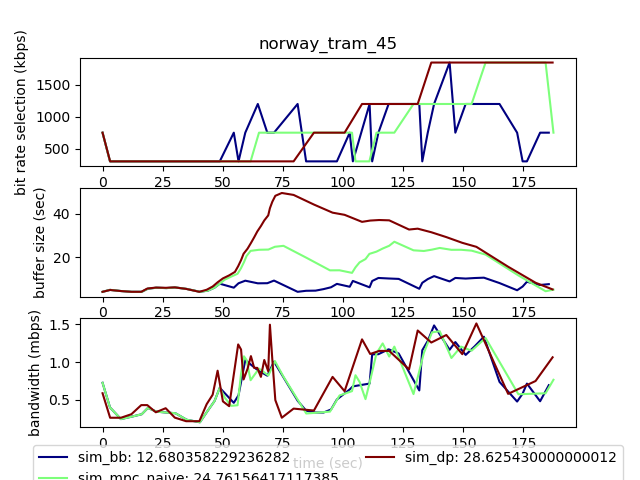 norway_tram_45
bit rate selection (kbps)
1500
1000
500
0 25 50 75 100 125 150 175
buffer size (sec)
40
20
0 25 50 75 100 125 150 175
bandwidth (mbps)
1.5
1.0
0.5
0 25 50 75 100 125 150 175
time (sec)
sim_bb: 12.680358229236282
sim_dp: 28.625430000000012
sim_mpc_naive: 24.76156417117385